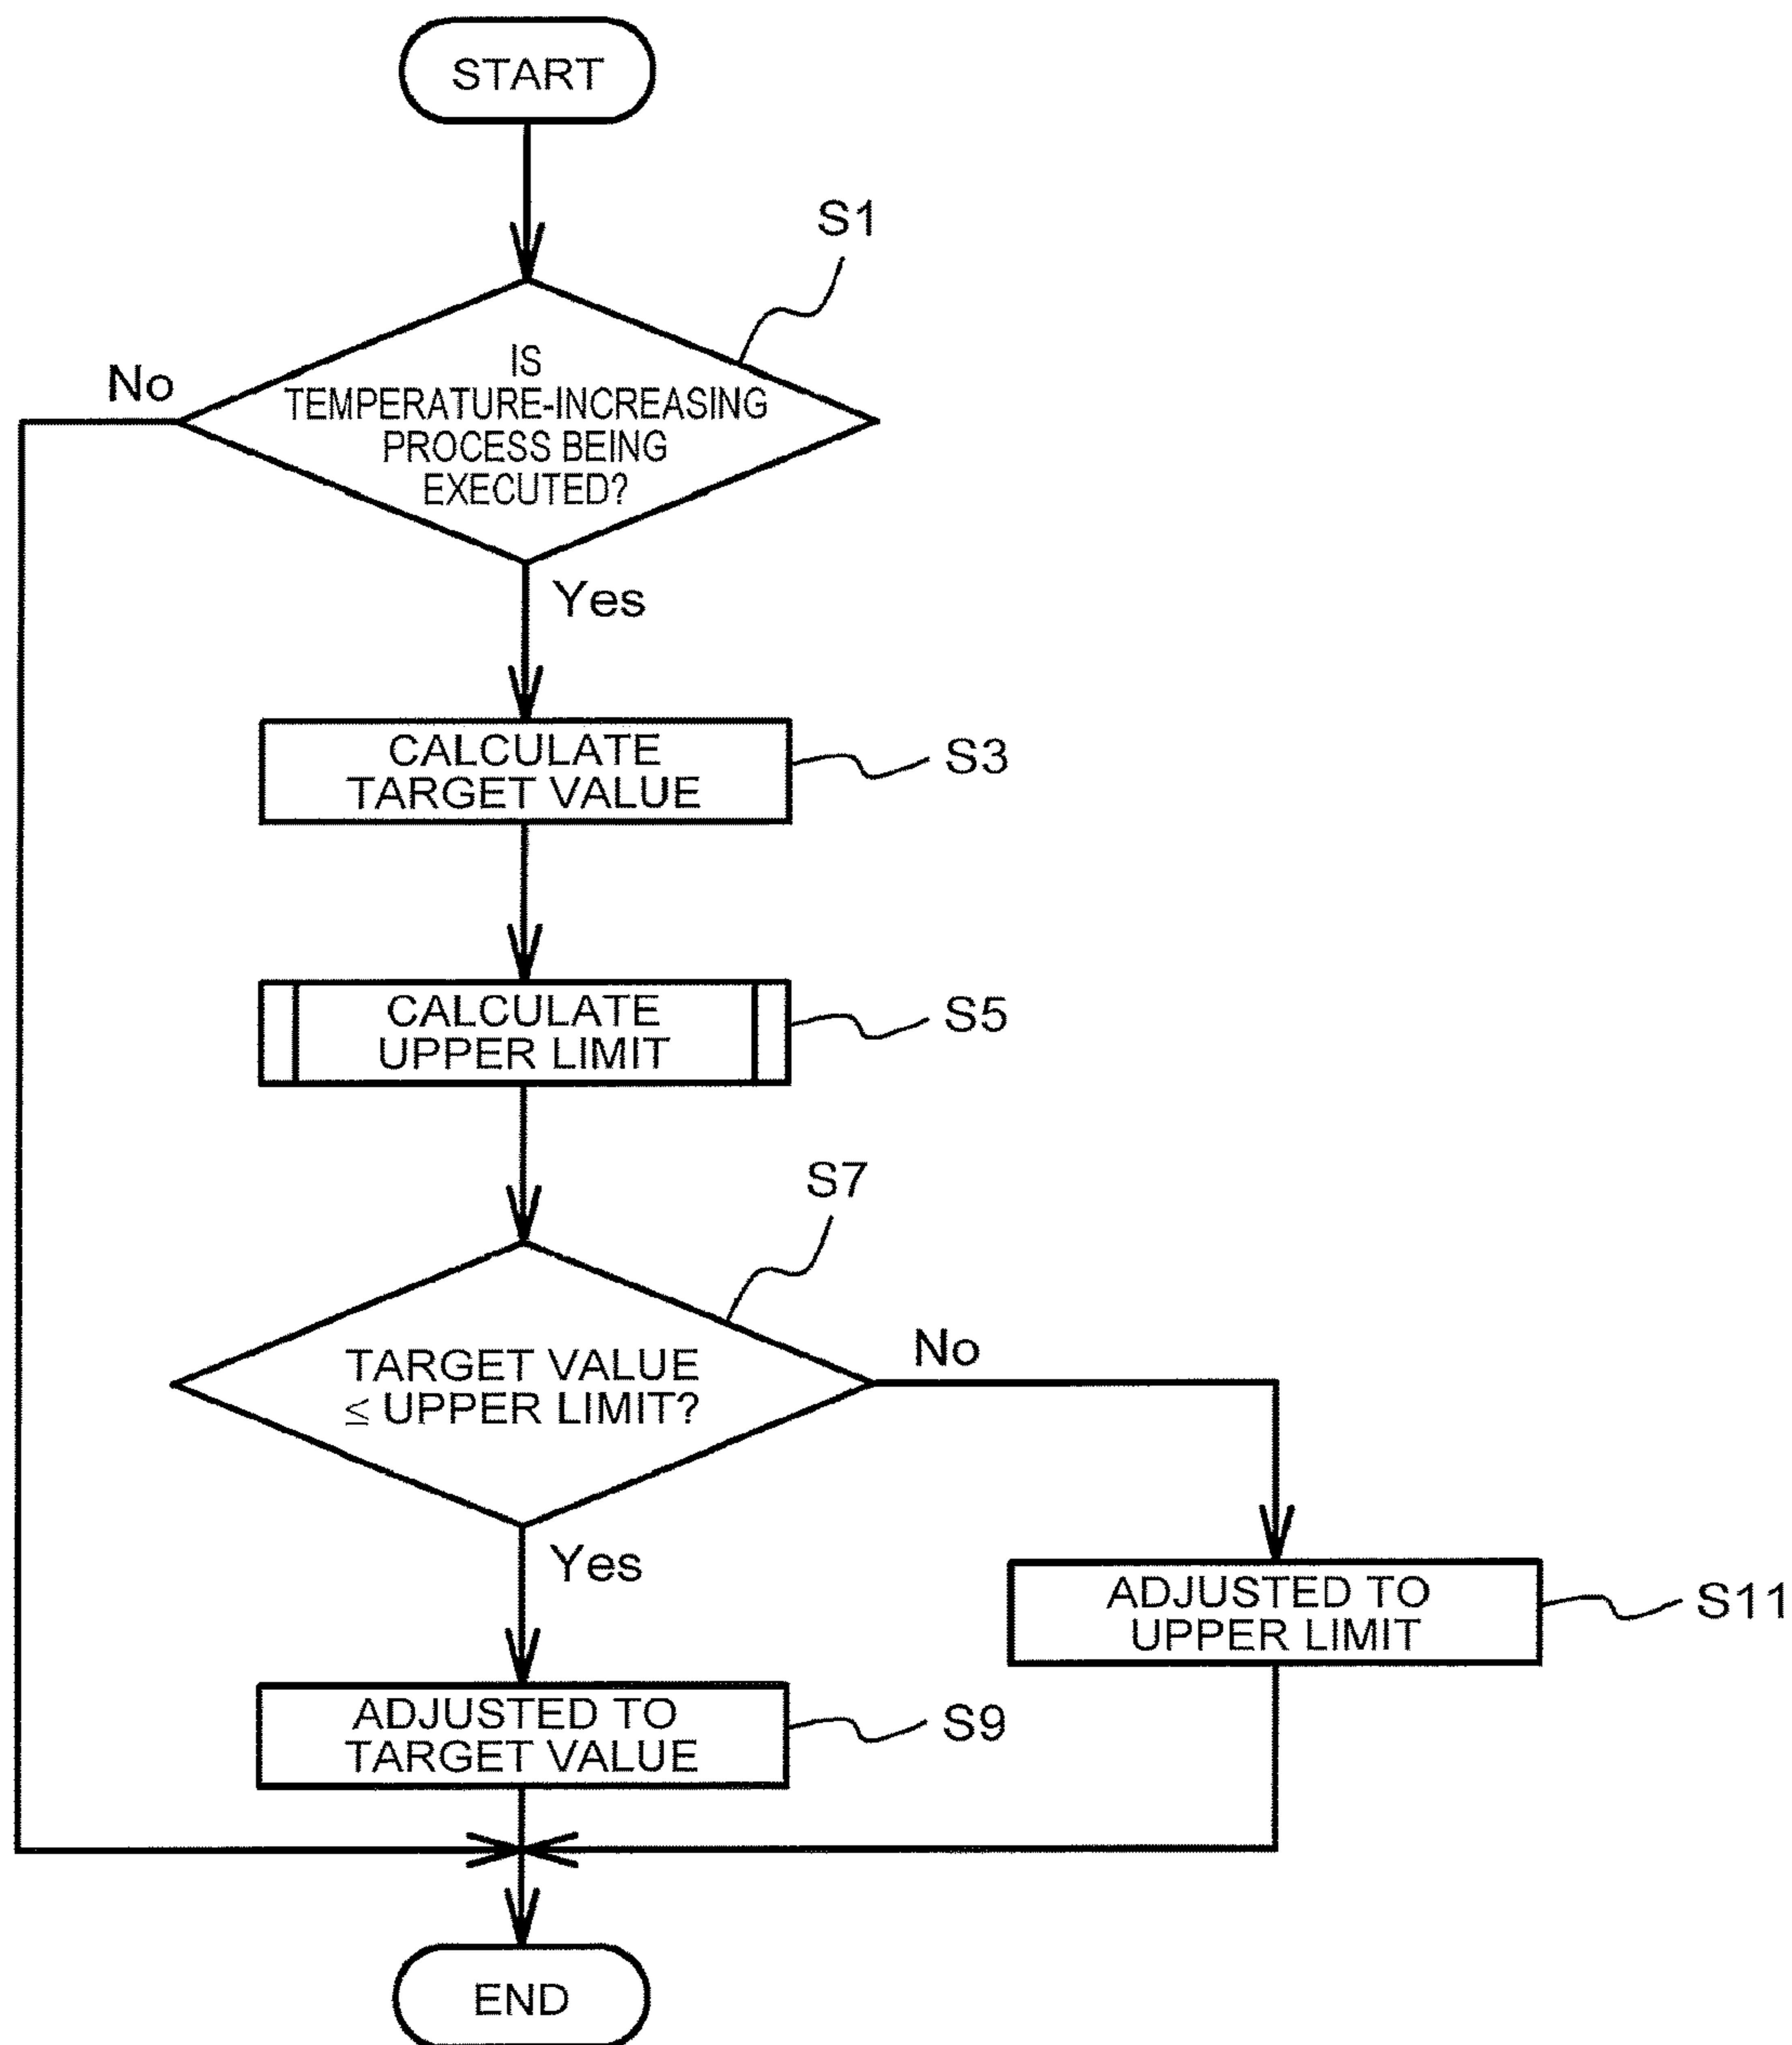 START
S1
No
IS
TEMPERATURE-INCREASING
PROCESS BEING
EXECUTED?
Yes
CALCULATE
TARGET VALUE
S3
CALCULATE
UPPER LIMIT
S5
S7
TARGET VALUE
≤ UPPER LIMIT?
No
Yes
ADJUSTED TO
UPPER LIMIT
S11
ADJUSTED TO
TARGET VALUE
S9
END